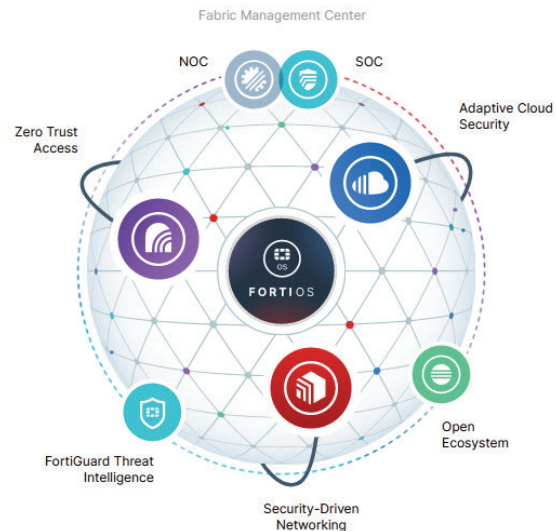 Fabric Management Center
NOC
SOC
Zero Trust
Access
Adaptive Cloud
Security
OS
FORTIOS
Open
Ecosystem
FortiGuard Threat
Intelligence
Security-Driven
Networking